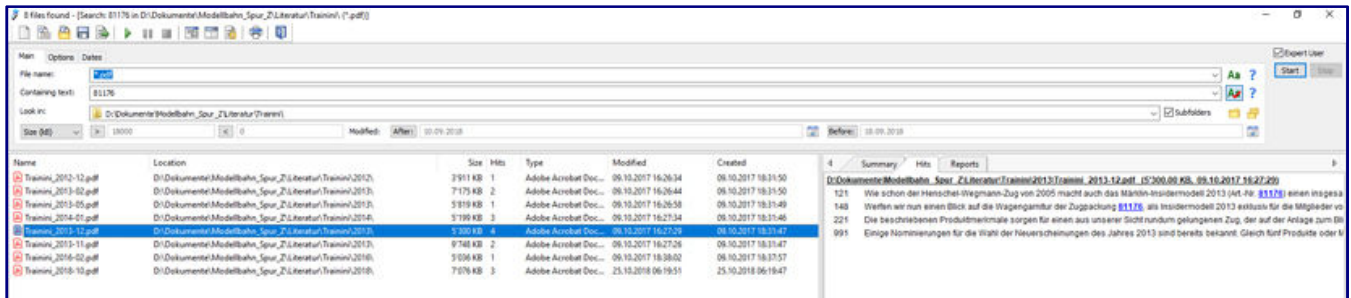 8 files found - [Search: 81176 in D:\Dokumente\Modellbahn_Spur_Z\Literatur\Trainini\ (*.pdf)]
Main Options Dates
Expert User
File name: *.pdf
Start Stop
Containing text: 81176
Look in: D:\Dokumente\Modellbahn_Spur_Z\Literatur\Trainini\ Subfolders
Size (kB) > 18000 < 0 Modified: After: 10.09.2018 Before: 18.09.2018
Name Location Size Hits Type Modified Created
Trainini_2012-12.pdf D:\Dokumente\Modellbahn_Spur_Z\Literatur\Trainini\2012\ 3'911 KB 1 Adobe Acrobat Doc... 09.10.2017 16:26:34 09.10.2017 18:31:50
Trainini_2013-02.pdf D:\Dokumente\Modellbahn_Spur_Z\Literatur\Trainini\2013\ 7'175 KB 2 Adobe Acrobat Doc... 09.10.2017 16:26:44 09.10.2017 18:31:50
Trainini_2013-05.pdf D:\Dokumente\Modellbahn_Spur_Z\Literatur\Trainini\2013\ 5'819 KB 1 Adobe Acrobat Doc... 09.10.2017 16:26:58 09.10.2017 18:31:49
Trainini_2014-01.pdf D:\Dokumente\Modellbahn_Spur_Z\Literatur\Trainini\2014\ 5'199 KB 3 Adobe Acrobat Doc... 09.10.2017 16:27:34 09.10.2017 18:31:46
Trainini_2013-12.pdf D:\Dokumente\Modellbahn_Spur_Z\Literatur\Trainini\2013\ 5'300 KB 4 Adobe Acrobat Doc... 09.10.2017 16:27:29 09.10.2017 18:31:47
Trainini_2013-11.pdf D:\Dokumente\Modellbahn_Spur_Z\Literatur\Trainini\2013\ 9'748 KB 2 Adobe Acrobat Doc... 09.10.2017 16:27:26 09.10.2017 18:31:47
Trainini_2016-02.pdf D:\Dokumente\Modellbahn_Spur_Z\Literatur\Trainini\2016\ 5'036 KB 1 Adobe Acrobat Doc... 09.10.2017 18:38:02 09.10.2017 18:37:57
Trainini_2018-10.pdf D:\Dokumente\Modellbahn_Spur_Z\Literatur\Trainini\2018\ 7'076 KB 3 Adobe Acrobat Doc... 25.10.2018 06:19:51 25.10.2018 06:19:47
Summary Hits Reports
D:\Dokumente\Modellbahn_Spur_Z\Literatur\Trainini\2013\Trainini_2013-12.pdf (5'300.00 KB, 09.10.2017 16:27:29)
121 Wie schon der Henschel-Wegmann-Zug von 2005 macht auch das Märklin-Insidermodell 2013 (Art.-Nr. 81176) einen insgesa
148 Werfen wir nun einen Blick auf die Wagengarnitur der Zugpackung 81176, als Insidermodell 2013 exklusiv für die Mitglieder vo
221 Die beschriebenen Produktmerkmale sorgen für einen aus unserer Sicht rundum gelungenen Zug, der auf der Anlage zum Bli
991 Einige Nominierungen für die Wahl der Neuerscheinungen des Jahres 2013 sind bereits bekannt: Gleich fünf Produkte oder M